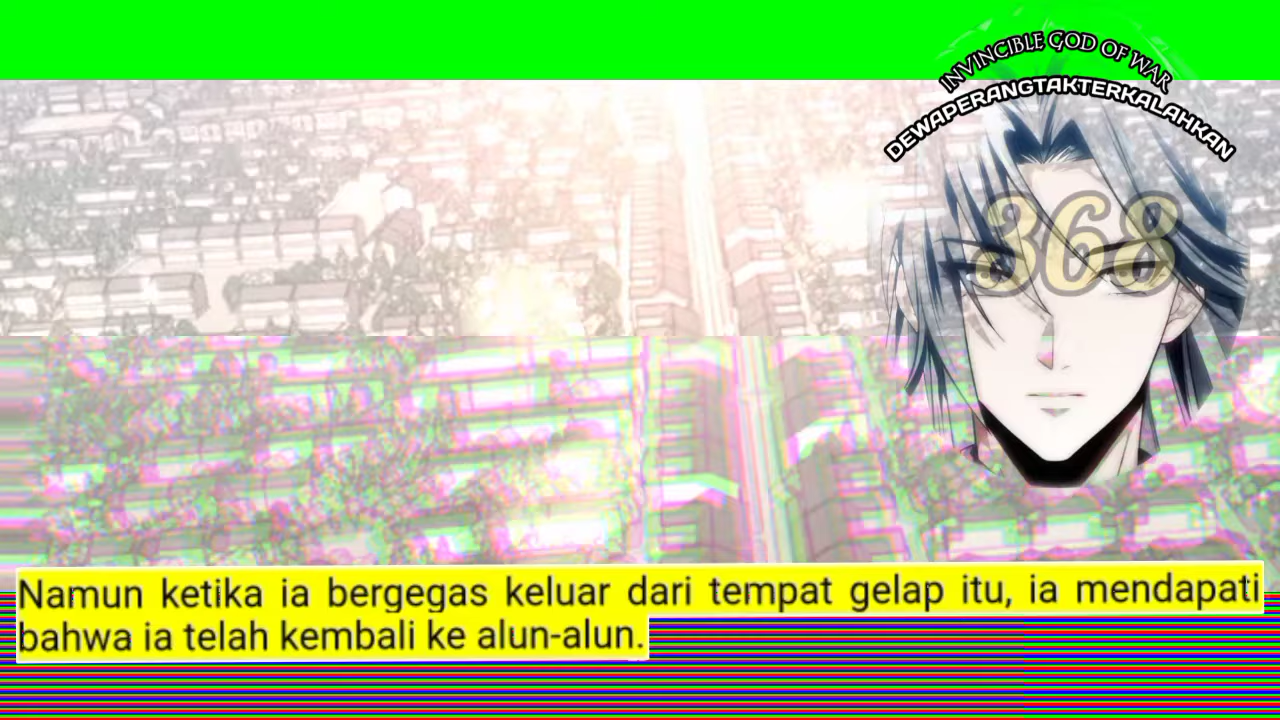 INVINCIBLE GOD OF WAR
DEWAPERANGTAKTERKALAHKAN
368
Namun ketika ia bergegas keluar dari tempat gelap itu, ia mendapati
bahwa ia telah kembali ke alun-alun.